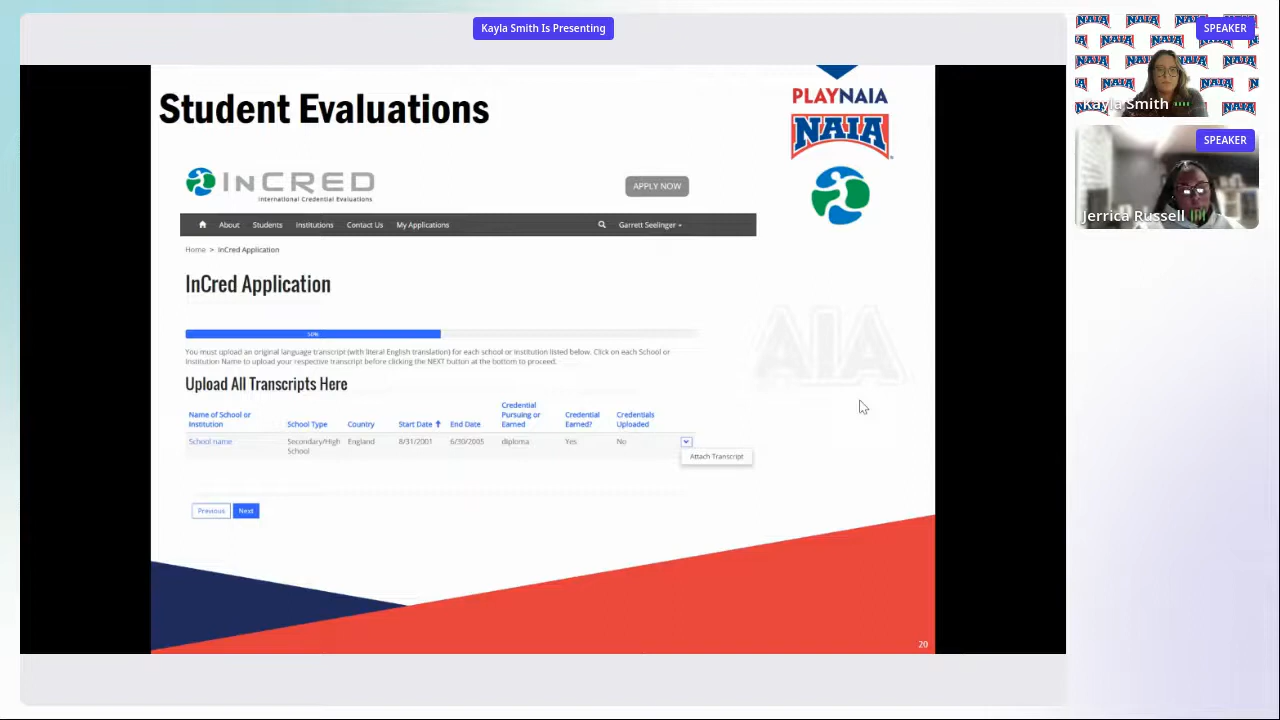 Kayla Smith Is Presenting
Student Evaluations
PLAYNAIA
NAIA
INCRED
International Credential Evaluations
APPLY NOW
About Students Institutions Contact Us My Applications
Garrett Seelinger
Home > InCred Application
InCred Application
50%
You must upload an original language transcript (with literal English translation) for each school or institution listed below. Click on each School or
Institution Name to upload your respective transcript before clicking the NEXT button at the bottom to proceed.
Upload All Transcripts Here
Name of School or
Institution
School Type
Country
Start Date
End Date
Credential
Pursuing or
Earned
Credential
Earned?
Credentials
Uploaded
School name
Secondary/High
School
England
8/31/2001
6/30/2005
diploma
Yes
No
Attach Transcript
Previous
Next
AIA
20
SPEAKER
NAIA
Kayla Smith
SPEAKER
Jerrica Russell